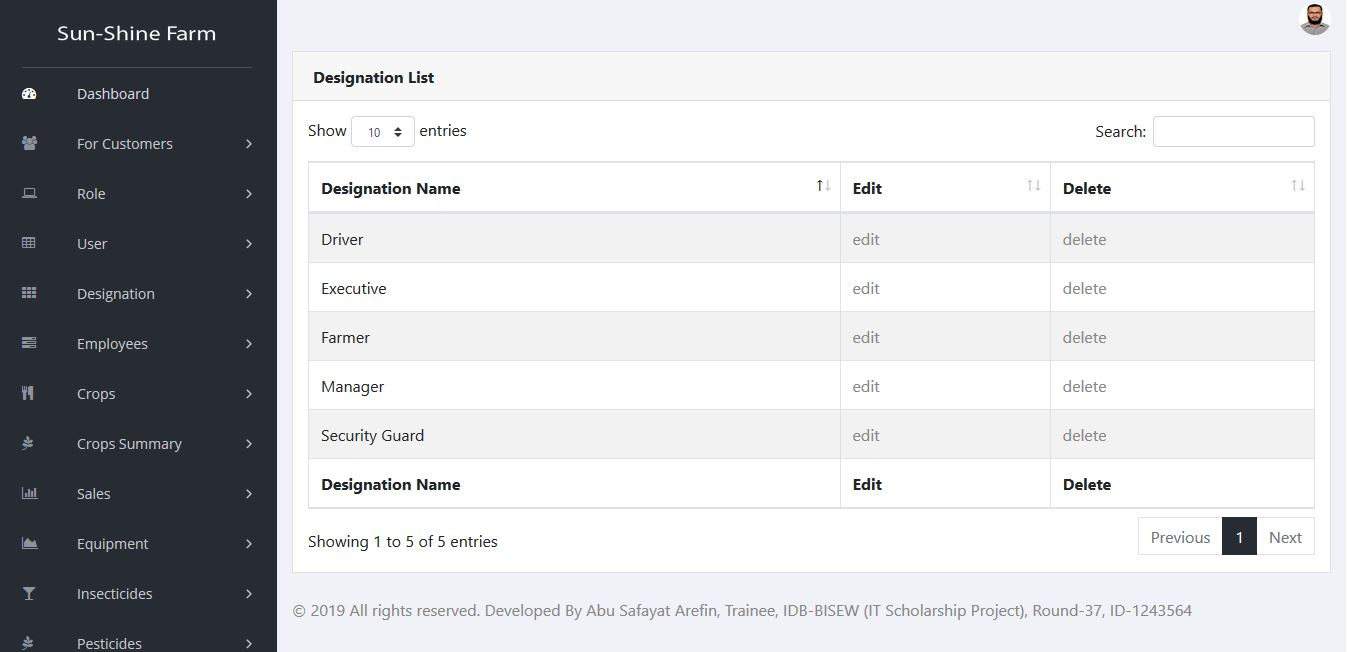 Sun-Shine Farm
Dashboard
For Customers
Role
User
Designation
Employees
Crops
Crops Summary
Sales
Equipment
Insecticides
Pesticides
Designation List
Show 10 entries
Search:
Designation Name Edit Delete
Driver edit delete
Executive edit delete
Farmer edit delete
Manager edit delete
Security Guard edit delete
Designation Name Edit Delete
Showing 1 to 5 of 5 entries
Previous 1 Next
© 2019 All rights reserved. Developed By Abu Safayat Arefin, Trainee, IDB-BISEW (IT Scholarship Project), Round-37, ID-1243564